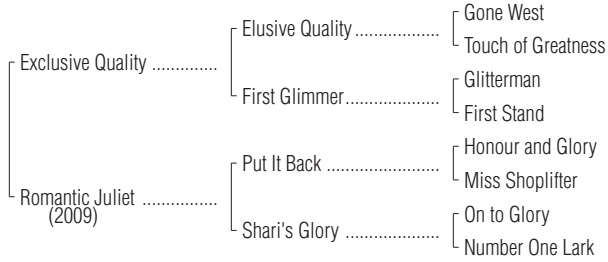 Gone West
Elusive Quality ..................
Touch of Greatness
Exclusive Quality ..............
Glitterman
First Glimmer....................
First Stand
Honour and Glory
Put It Back ........................
Miss Shoplifter
Romantic Juliet ................
(2009)
On to Glory
Shari's Glory ....................
Number One Lark